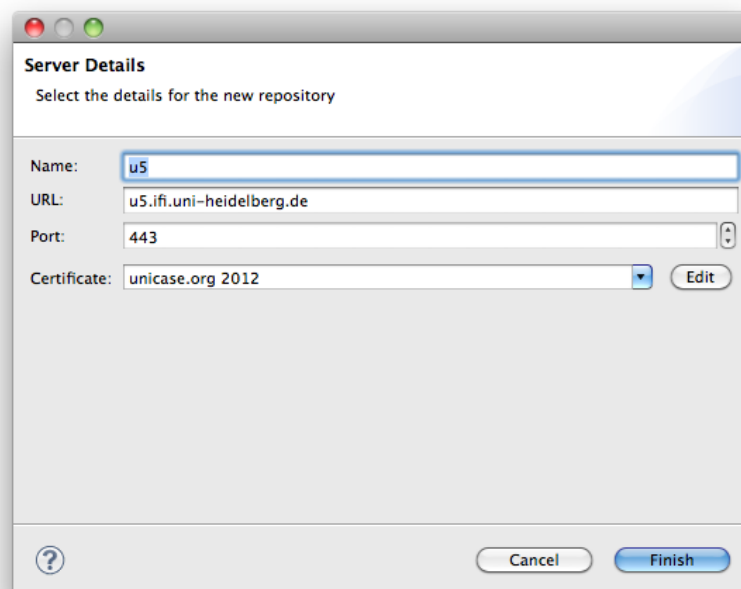 Server Details
Select the details for the new repository
Name: u5
URL: u5.ifi.uni-heidelberg.de
Port: 443
Certificate: unicase.org 2012 Edit
? Cancel Finish